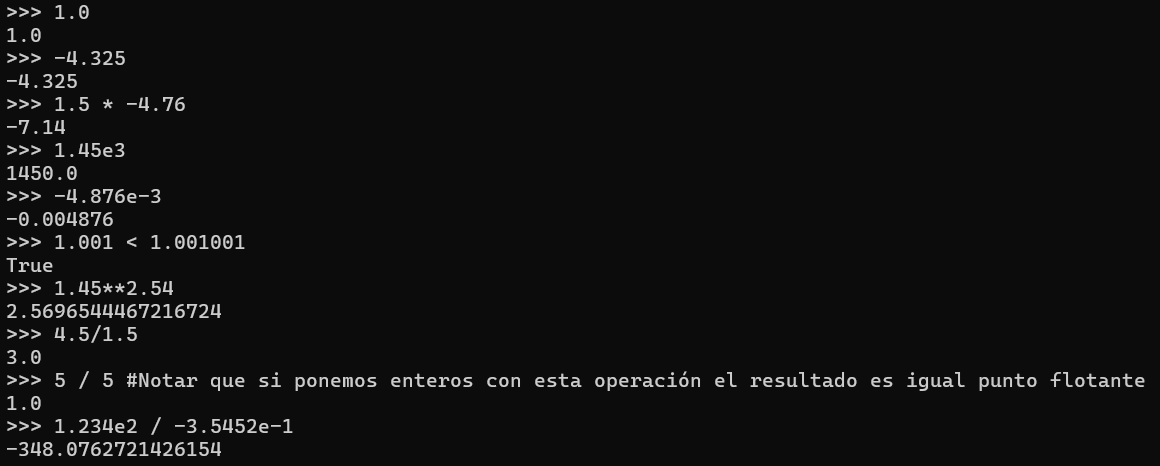 >>> 1.0
1.0
>>> -4.325
-4.325
>>> 1.5 * -4.76
-7.14
>>> 1.45e3
1450.0
>>> -4.876e-3
-0.004876
>>> 1.001 < 1.001001
True
>>> 1.45**2.54
2.5696544467216724
>>> 4.5/1.5
3.0
>>> 5 / 5 #Notar que si ponemos enteros con esta operación el resultado es igual punto flotante
1.0
>>> 1.234e2 / -3.5452e-1
-348.0762721426154